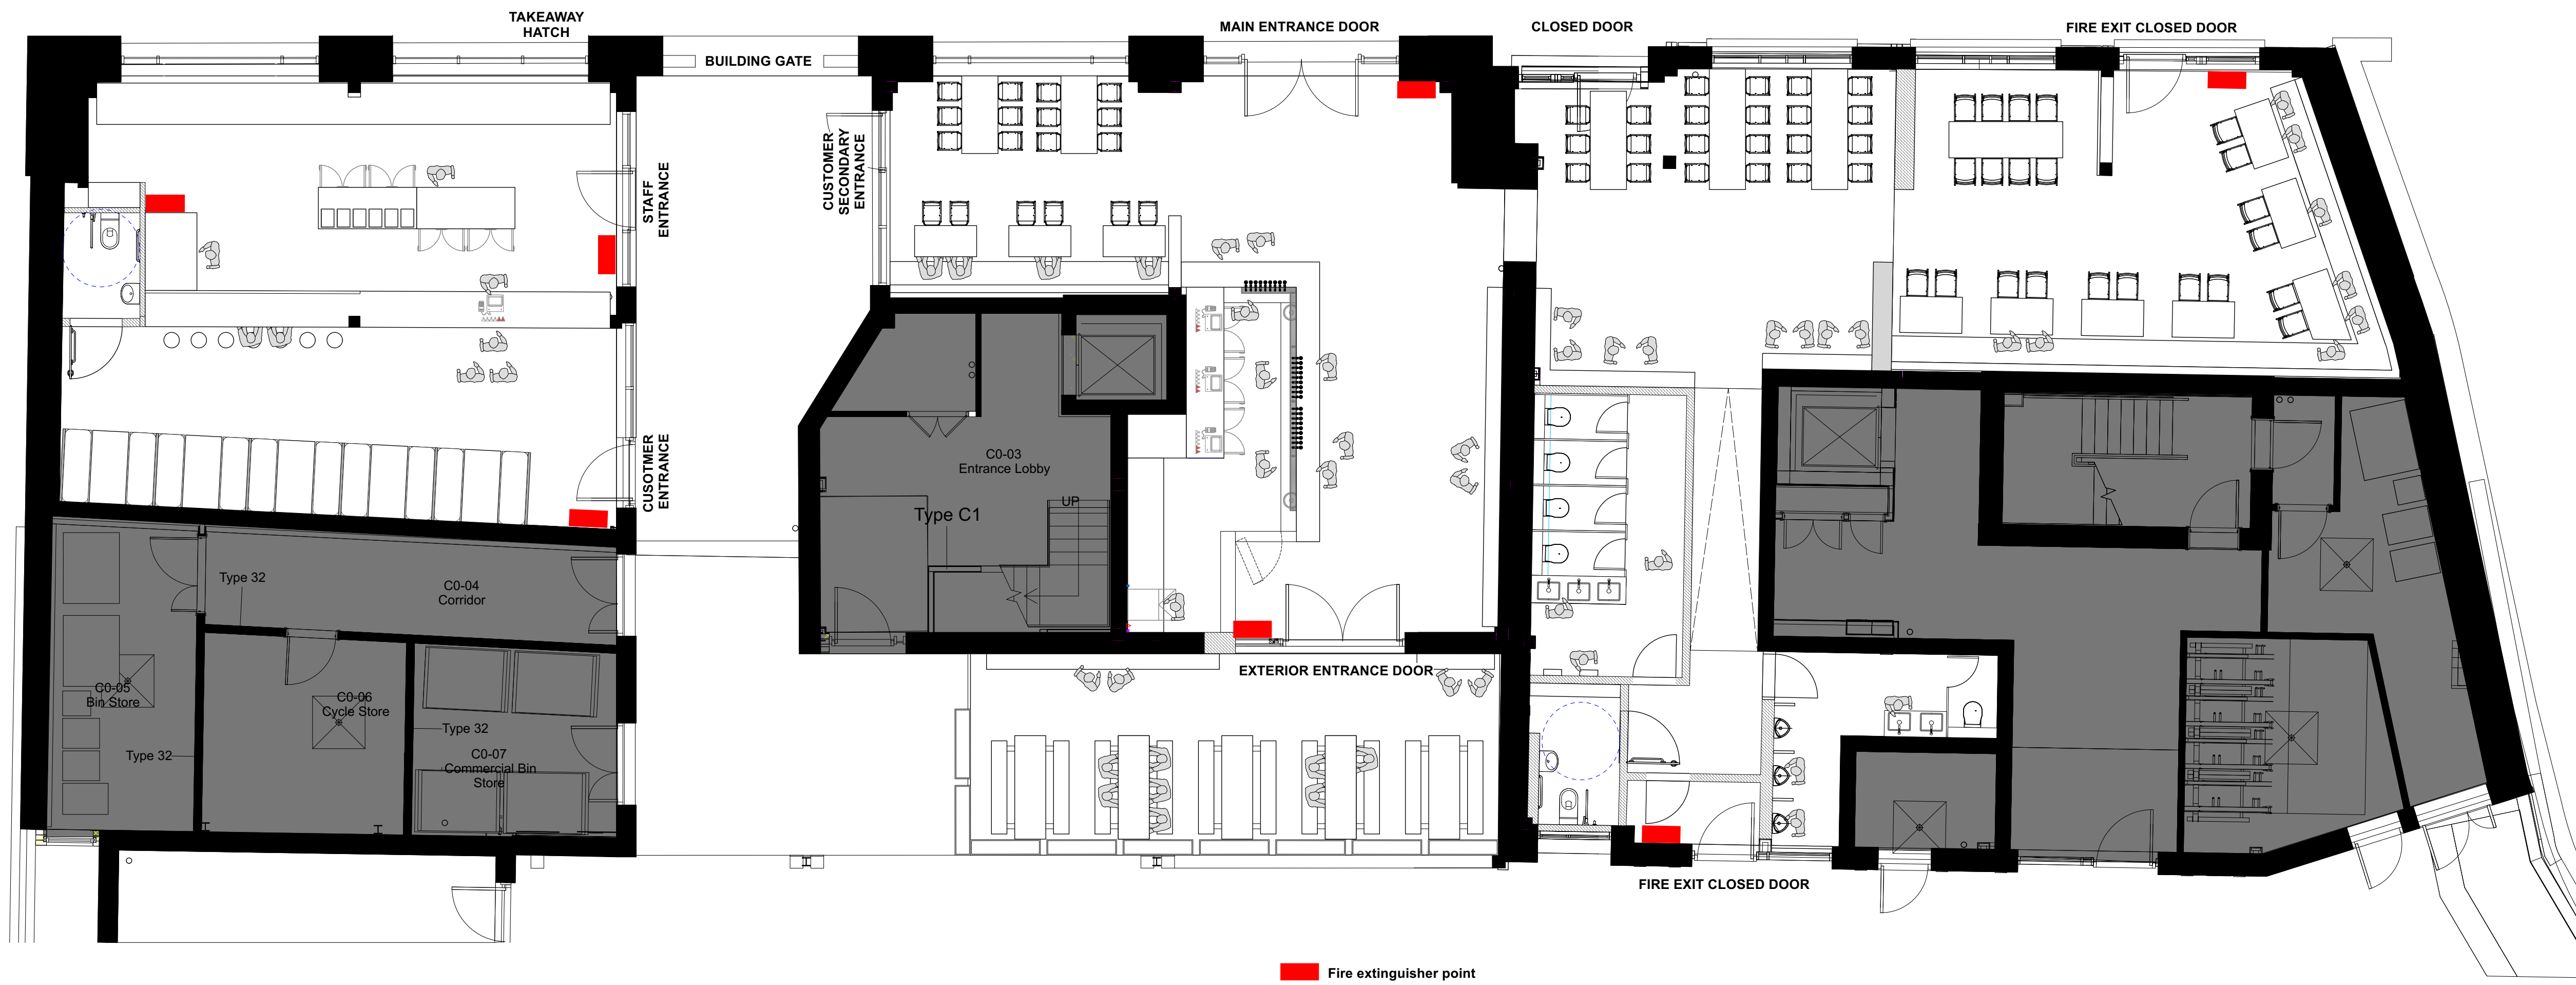 TAKEAWAY
HATCH
BUILDING GATE
MAIN ENTRANCE DOOR
CLOSED DOOR
FIRE EXIT CLOSED DOOR
STAFF
ENTRANCE
CUSTOMER
SECONDARY
ENTRANCE
CUSOTMER
ENTRANCE
C0-03
Entrance Lobby
UP
Type C1
Type 32
C0-04
Corridor
C0-05
Bin Store
C0-06
Cycle Store
Type 32
Type 32
C0-07
Commercial Bin
Store
EXTERIOR ENTRANCE DOOR
FIRE EXIT CLOSED DOOR
Fire extinguisher point